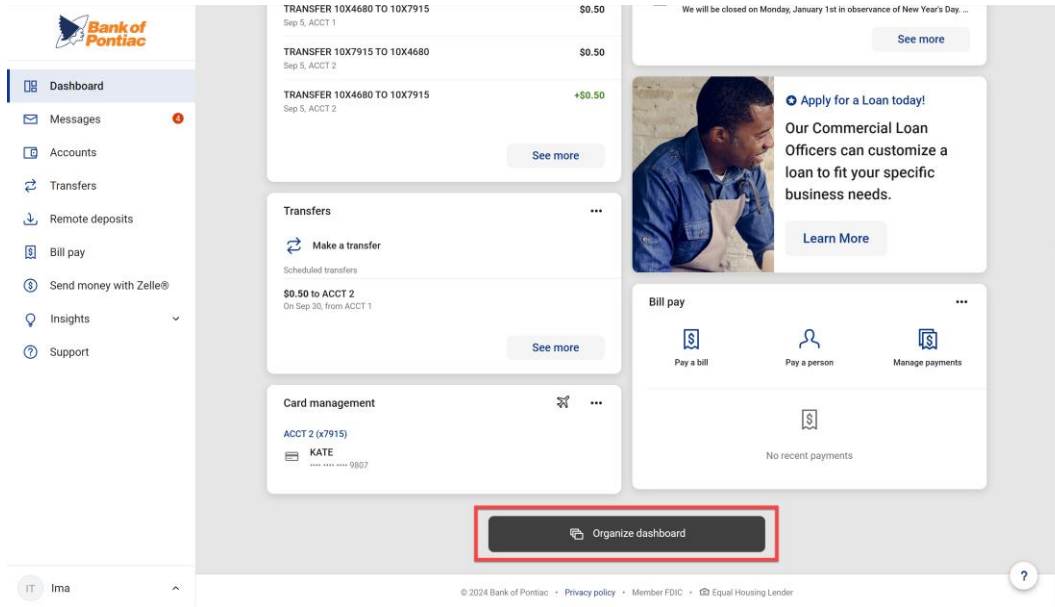 Bank of
Pontiac
Dashboard
Messages 4
Accounts
Transfers
Remote deposits
Bill pay
Send money with Zelle®
Insights
Support
IT Ima
TRANSFER 10X4680 TO 10X7915 $0.50
Sep 5, ACCT 1
TRANSFER 10X7915 TO 10X4680 $0.50
Sep 5, ACCT 2
TRANSFER 10X4680 TO 10X7915 +$0.50
Sep 5, ACCT 2
See more
Transfers
Make a transfer
Scheduled transfers
$0.50 to ACCT 2
On Sep 30, from ACCT 1
See more
Card management
ACCT 2 (x7915)
KATE
•••• •••• •••• 9807
We will be closed on Monday, January 1st in observance of New Year's Day. ...
See more
Apply for a Loan today!
Our Commercial Loan
Officers can customize a
loan to fit your specific
business needs.
Learn More
Bill pay
Pay a bill Pay a person Manage payments
No recent payments
Organize dashboard
?
© 2024 Bank of Pontiac • Privacy policy • Member FDIC • Equal Housing Lender